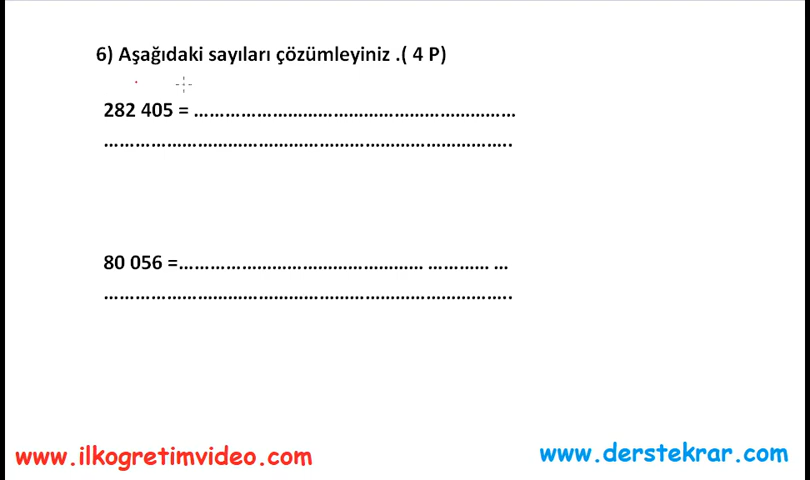 6) Aşağıdaki sayıları çözümleyiniz .( 4 P)
282 405 = ……………………………………………………
……………………………………………………………………..
80 056 =………………………………………… ………… …
……………………………………………………………………..
www.ilkogretimvideo.com
www.derstekrar.com